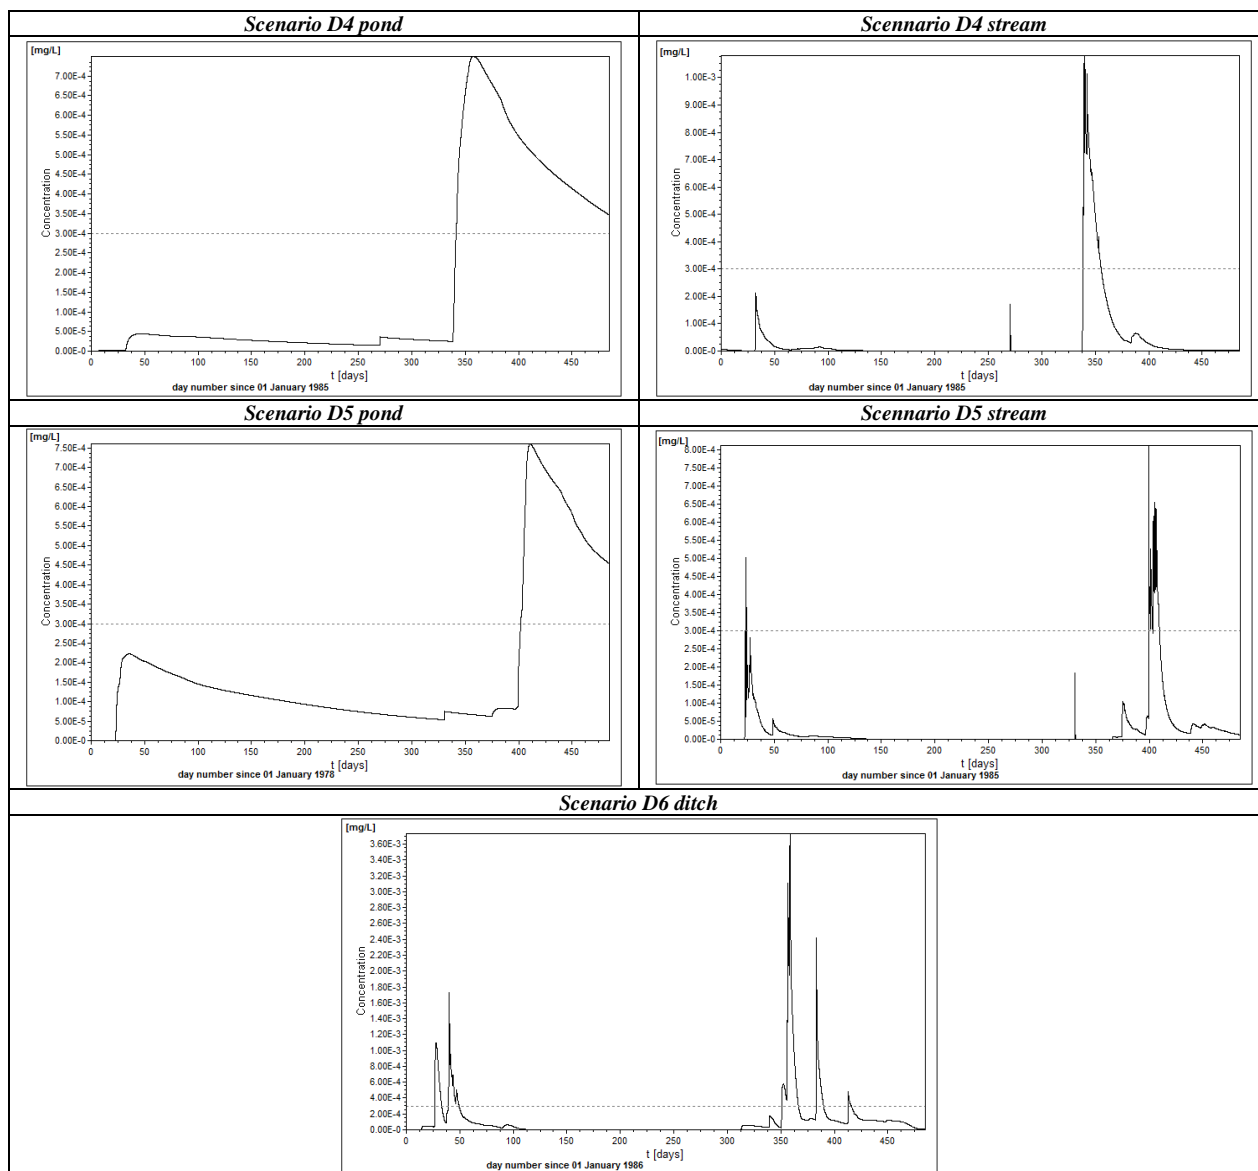 Scenario D4 pond
Scennario D4 stream
[mg/L]
7.00E-4
6.50E-4
6.00E-4
5.50E-4
5.00E-4
4.50E-4
4.00E-4
3.50E-4
3.00E-4
2.50E-4
2.00E-4
1.50E-4
1.00E-4
5.00E-5
0.00E-0
Concentration
0 50 100 150 200 250 300 350 400 450
t [days]
day number since 01 January 1985
[mg/L]
1.00E-3
9.00E-4
8.00E-4
7.00E-4
6.00E-4
5.00E-4
4.00E-4
3.00E-4
2.00E-4
1.00E-4
0.00E-0
Concentration
0 50 100 150 200 250 300 350 400 450
t [days]
day number since 01 January 1985
Scenario D5 pond
Scennario D5 stream
[mg/L]
7.50E-4
7.00E-4
6.50E-4
6.00E-4
5.50E-4
5.00E-4
4.50E-4
4.00E-4
3.50E-4
3.00E-4
2.50E-4
2.00E-4
1.50E-4
1.00E-4
5.00E-5
0.00E-0
Concentration
0 50 100 150 200 250 300 350 400 450
t [days]
day number since 01 January 1978
[mg/L]
8.00E-4
7.50E-4
7.00E-4
6.50E-4
6.00E-4
5.50E-4
5.00E-4
4.50E-4
4.00E-4
3.50E-4
3.00E-4
2.50E-4
2.00E-4
1.50E-4
1.00E-4
5.00E-5
0.00E-0
Concentration
0 50 100 150 200 250 300 350 400 450
t [days]
day number since 01 January 1985
Scenario D6 ditch
[mg/L]
3.60E-3
3.40E-3
3.20E-3
3.00E-3
2.80E-3
2.60E-3
2.40E-3
2.20E-3
2.00E-3
1.80E-3
1.60E-3
1.40E-3
1.20E-3
1.00E-3
8.00E-4
6.00E-4
4.00E-4
2.00E-4
0.00E-0
Concentration
0 50 100 150 200 250 300 350 400 450
t [days]
day number since 01 January 1986